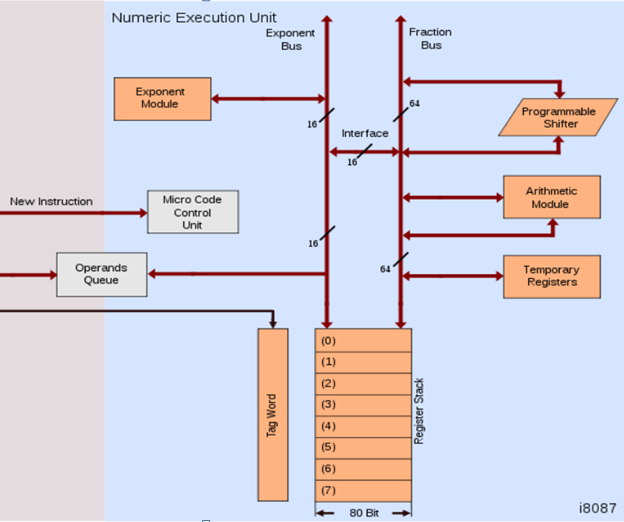 Numeric Execution Unit
Exponent
Bus
Fraction
Bus
Exponent
Module
16
64
Programmable
Shifter
Interface
16
New Instruction
Micro Code
Control
Unit
Arithmetic
Module
16
64
Operands
Queue
Temporary
Registers
Tag Word
(0)
(1)
(2)
(3)
(4)
(5)
(6)
(7)
Register Stack
80 Bit
i8087